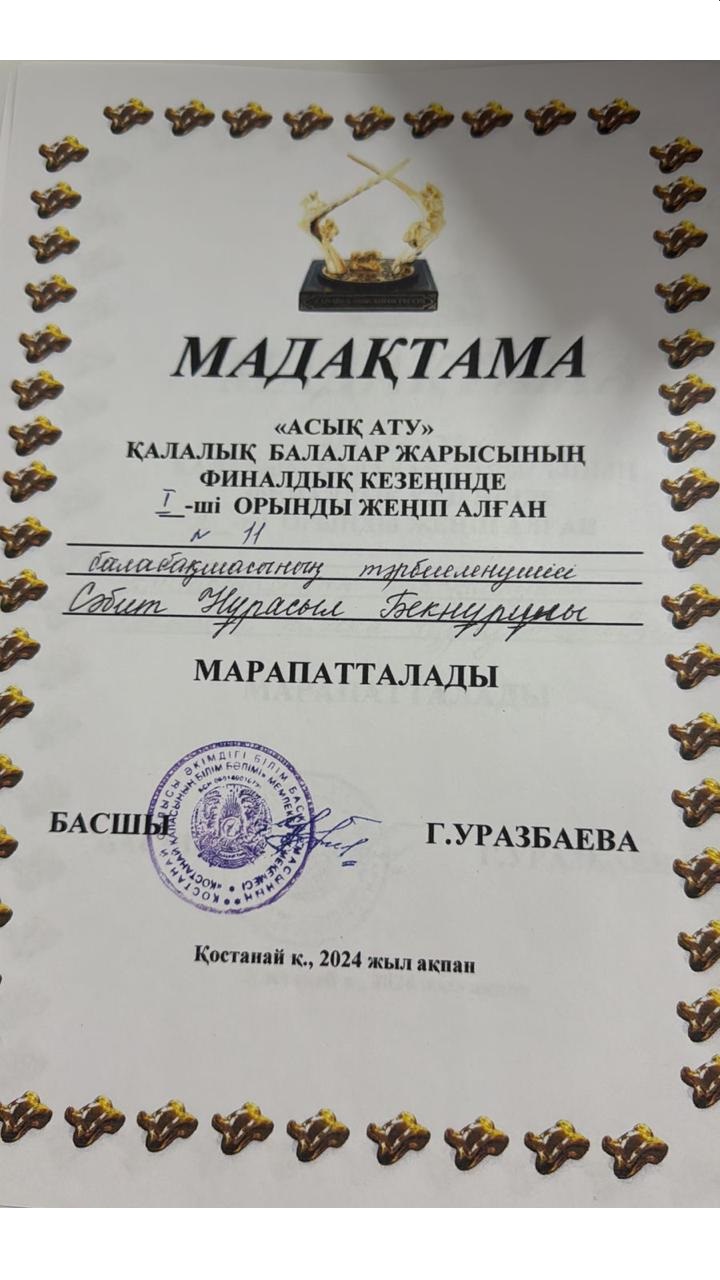 МАДАҚТАМА
«АСЫҚ АТУ»
ҚАЛАЛЫҚ БАЛАЛАР ЖАРЫСЫНЫҢ
ФИНАЛДЫҚ КЕЗЕҢІНДЕ
I-ші ОРЫНДЫ ЖЕҢІП АЛҒАН
№ 11
балабақшасының тәрбиеленушісі
Сәбит Нұрасыл Бекнұрұлы
МАРАПАТТАЛАДЫ
БАСШЫ Г.УРАЗБАЕВА
Қостанай қ., 2024 жыл ақпан